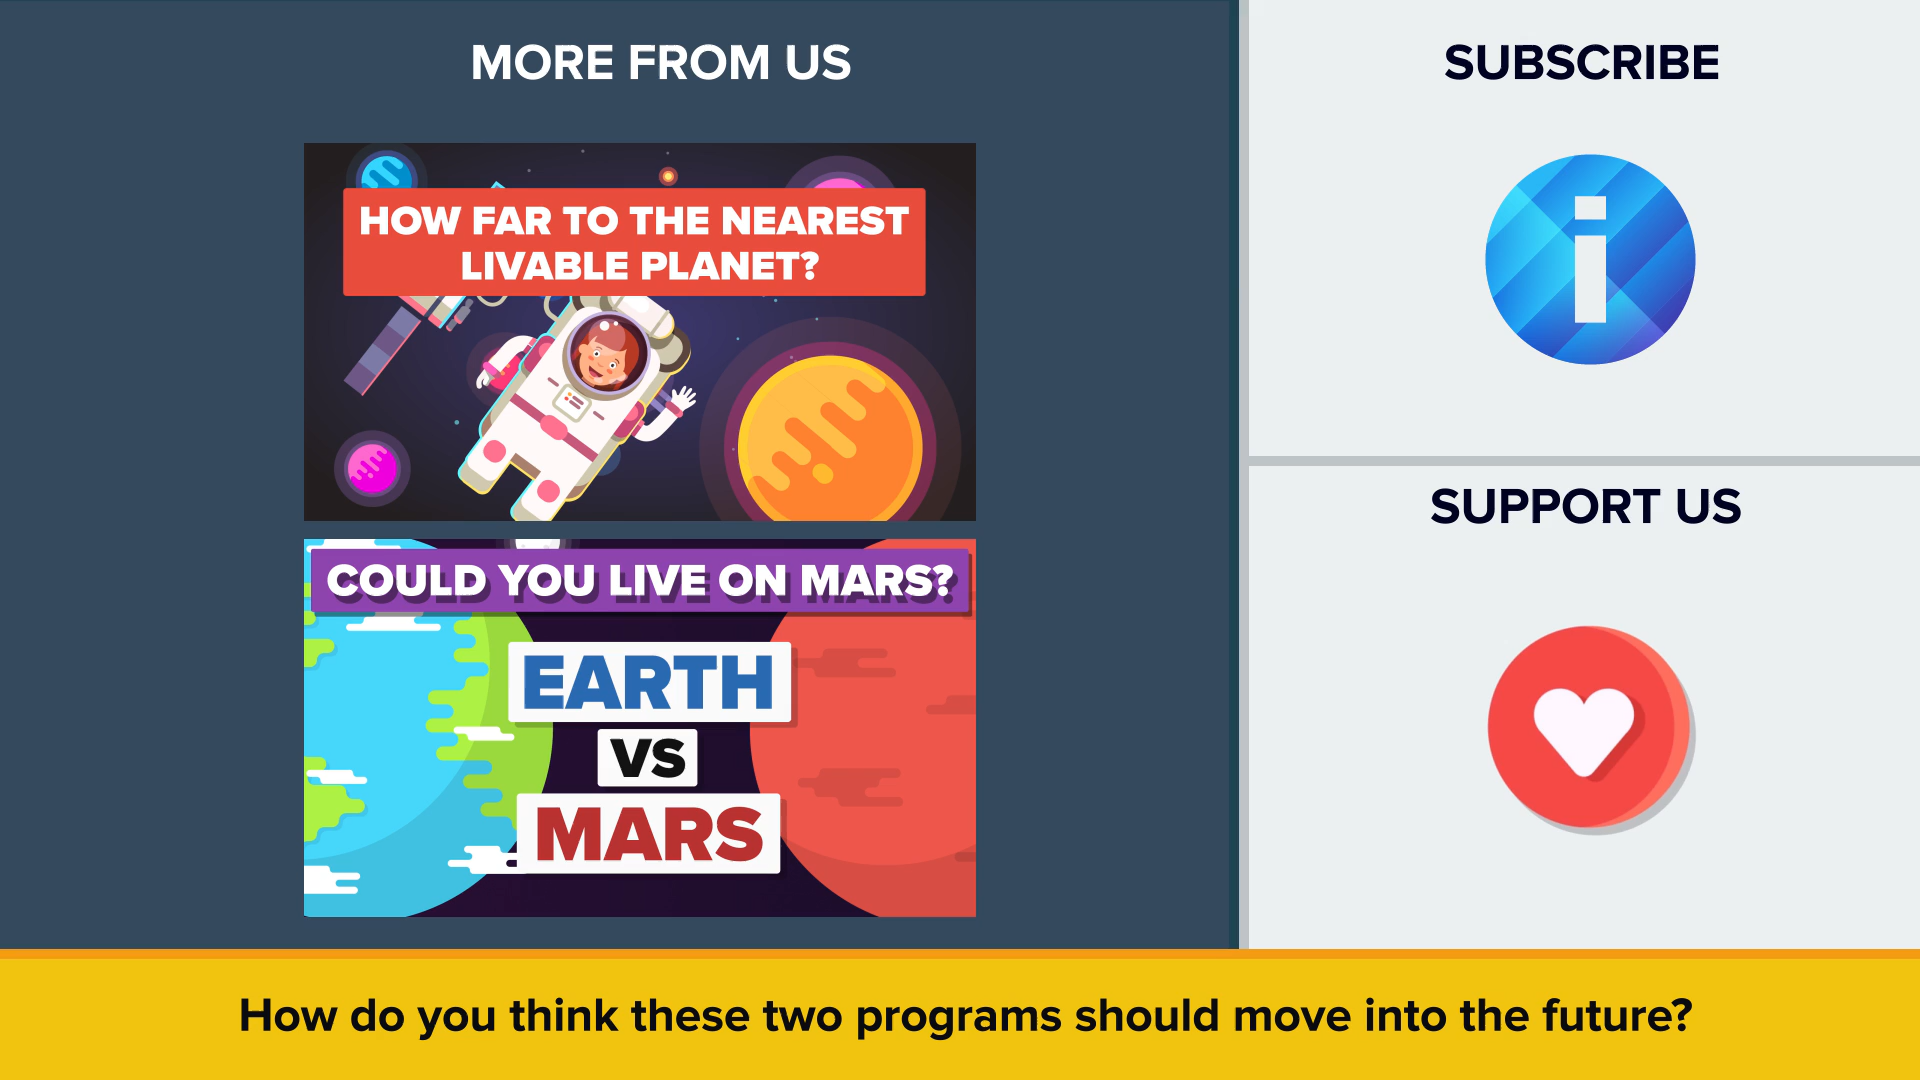 MORE FROM US
HOW FAR TO THE NEAREST
LIVABLE PLANET?
COULD YOU LIVE ON MARS?
EARTH
VS
MARS
SUBSCRIBE
i
SUPPORT US
How do you think these two programs should move into the future?